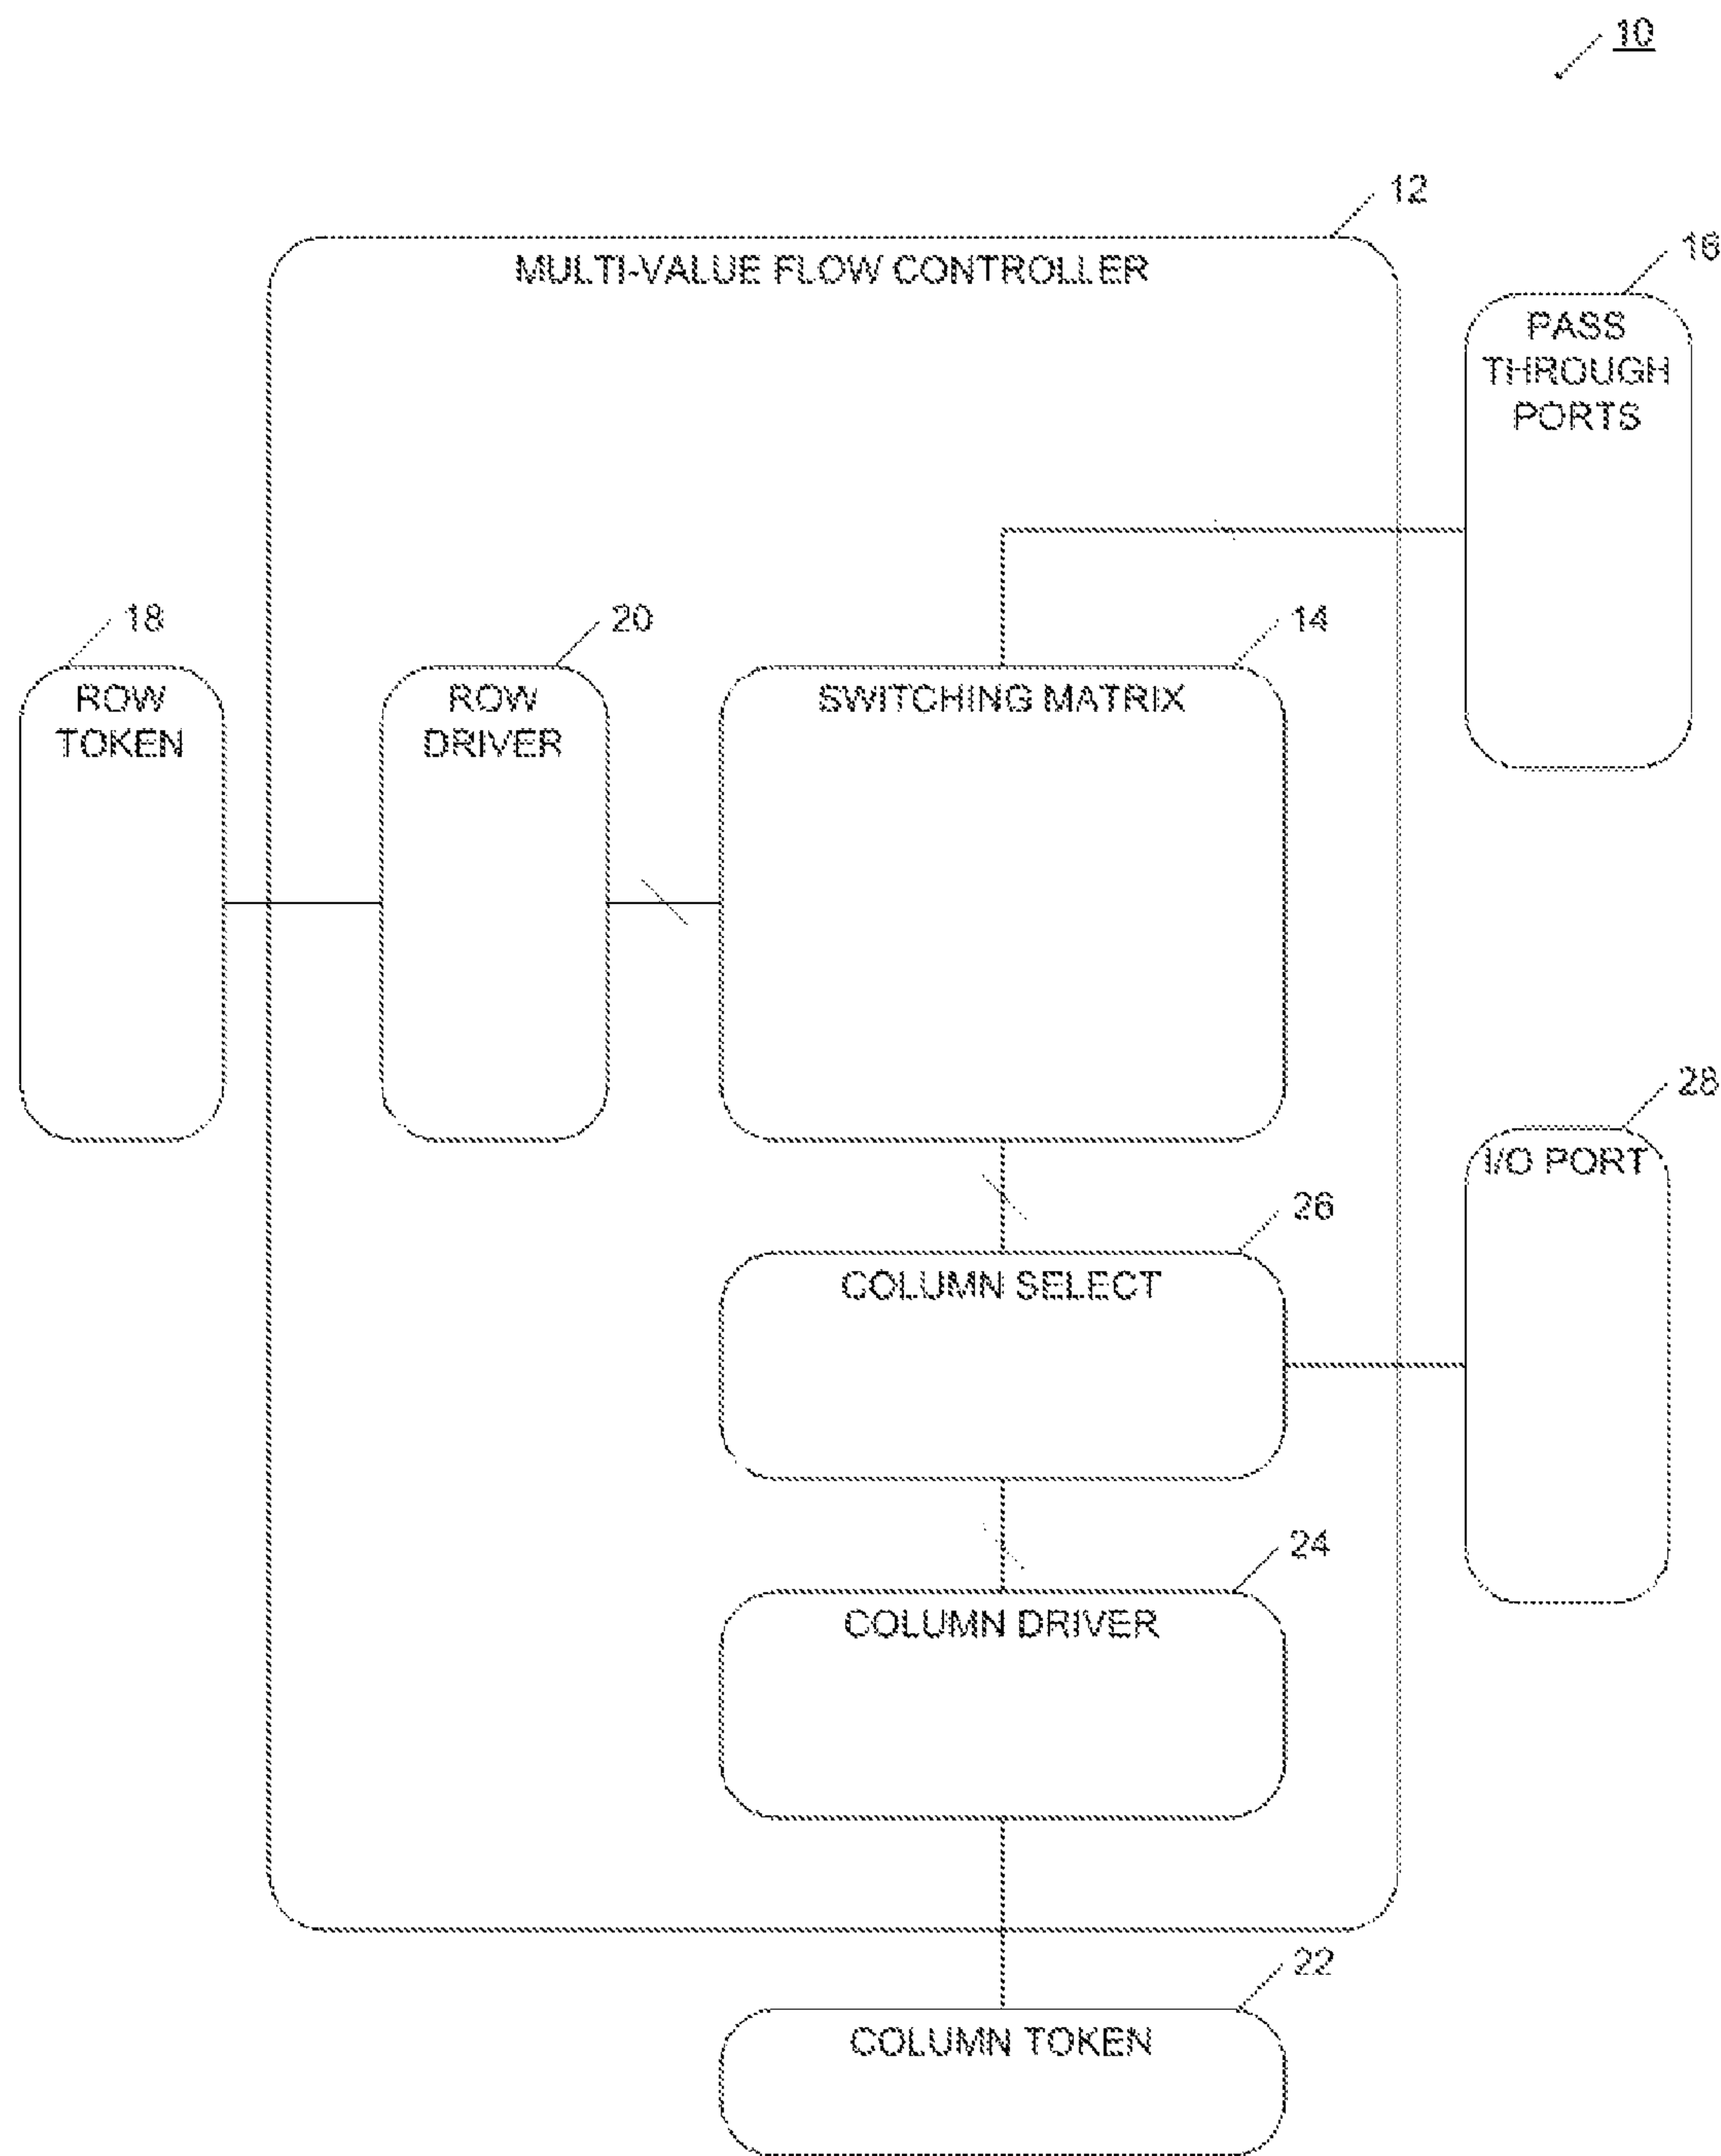 10
12
MULTI-VALUE FLOW CONTROLLER
16
PASS
THROUGH
PORTS
18
ROW
TOKEN
20
ROW
DRIVER
14
SWITCHING MATRIX
28
I/O PORT
26
COLUMN SELECT
24
COLUMN DRIVER
22
COLUMN TOKEN